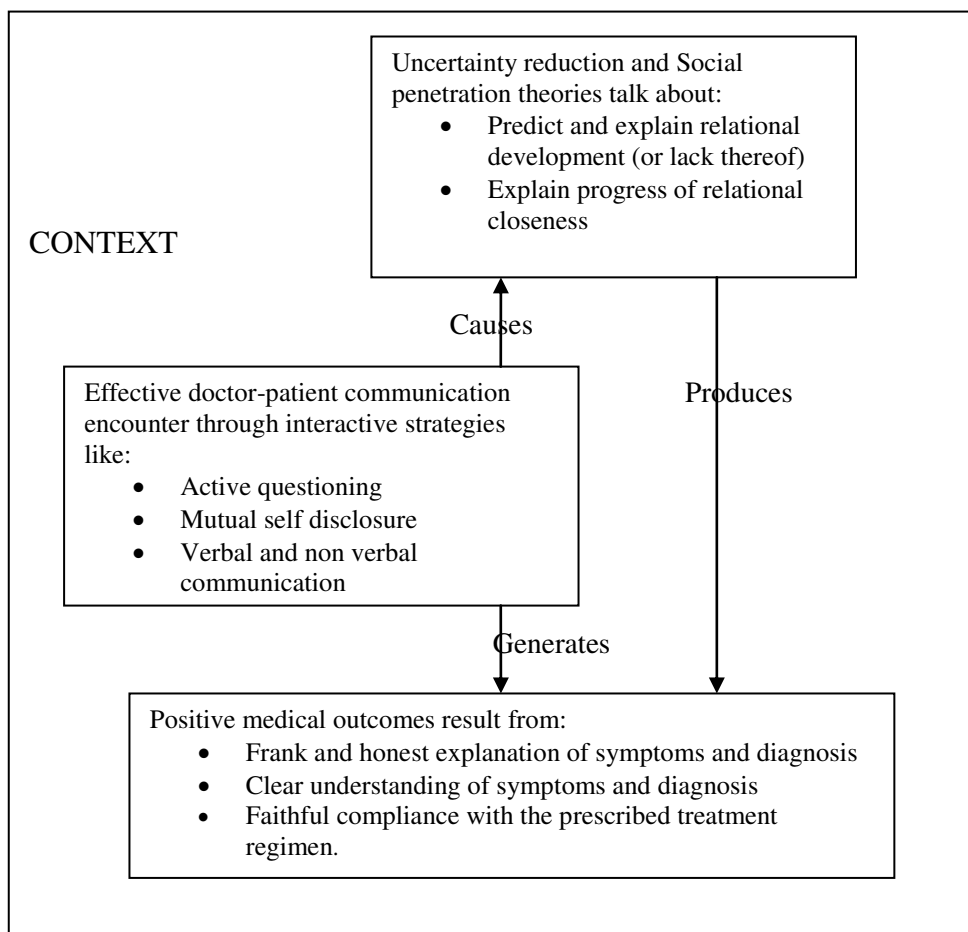 Uncertainty reduction and Social
penetration theories talk about:
• Predict and explain relational
development (or lack thereof)
• Explain progress of relational
closeness
CONTEXT
Causes
Effective doctor-patient communication
encounter through interactive strategies
like:
• Active questioning
• Mutual self disclosure
• Verbal and non verbal
communication
Produces
Generates
Positive medical outcomes result from:
• Frank and honest explanation of symptoms and diagnosis
• Clear understanding of symptoms and diagnosis
• Faithful compliance with the prescribed treatment
regimen.